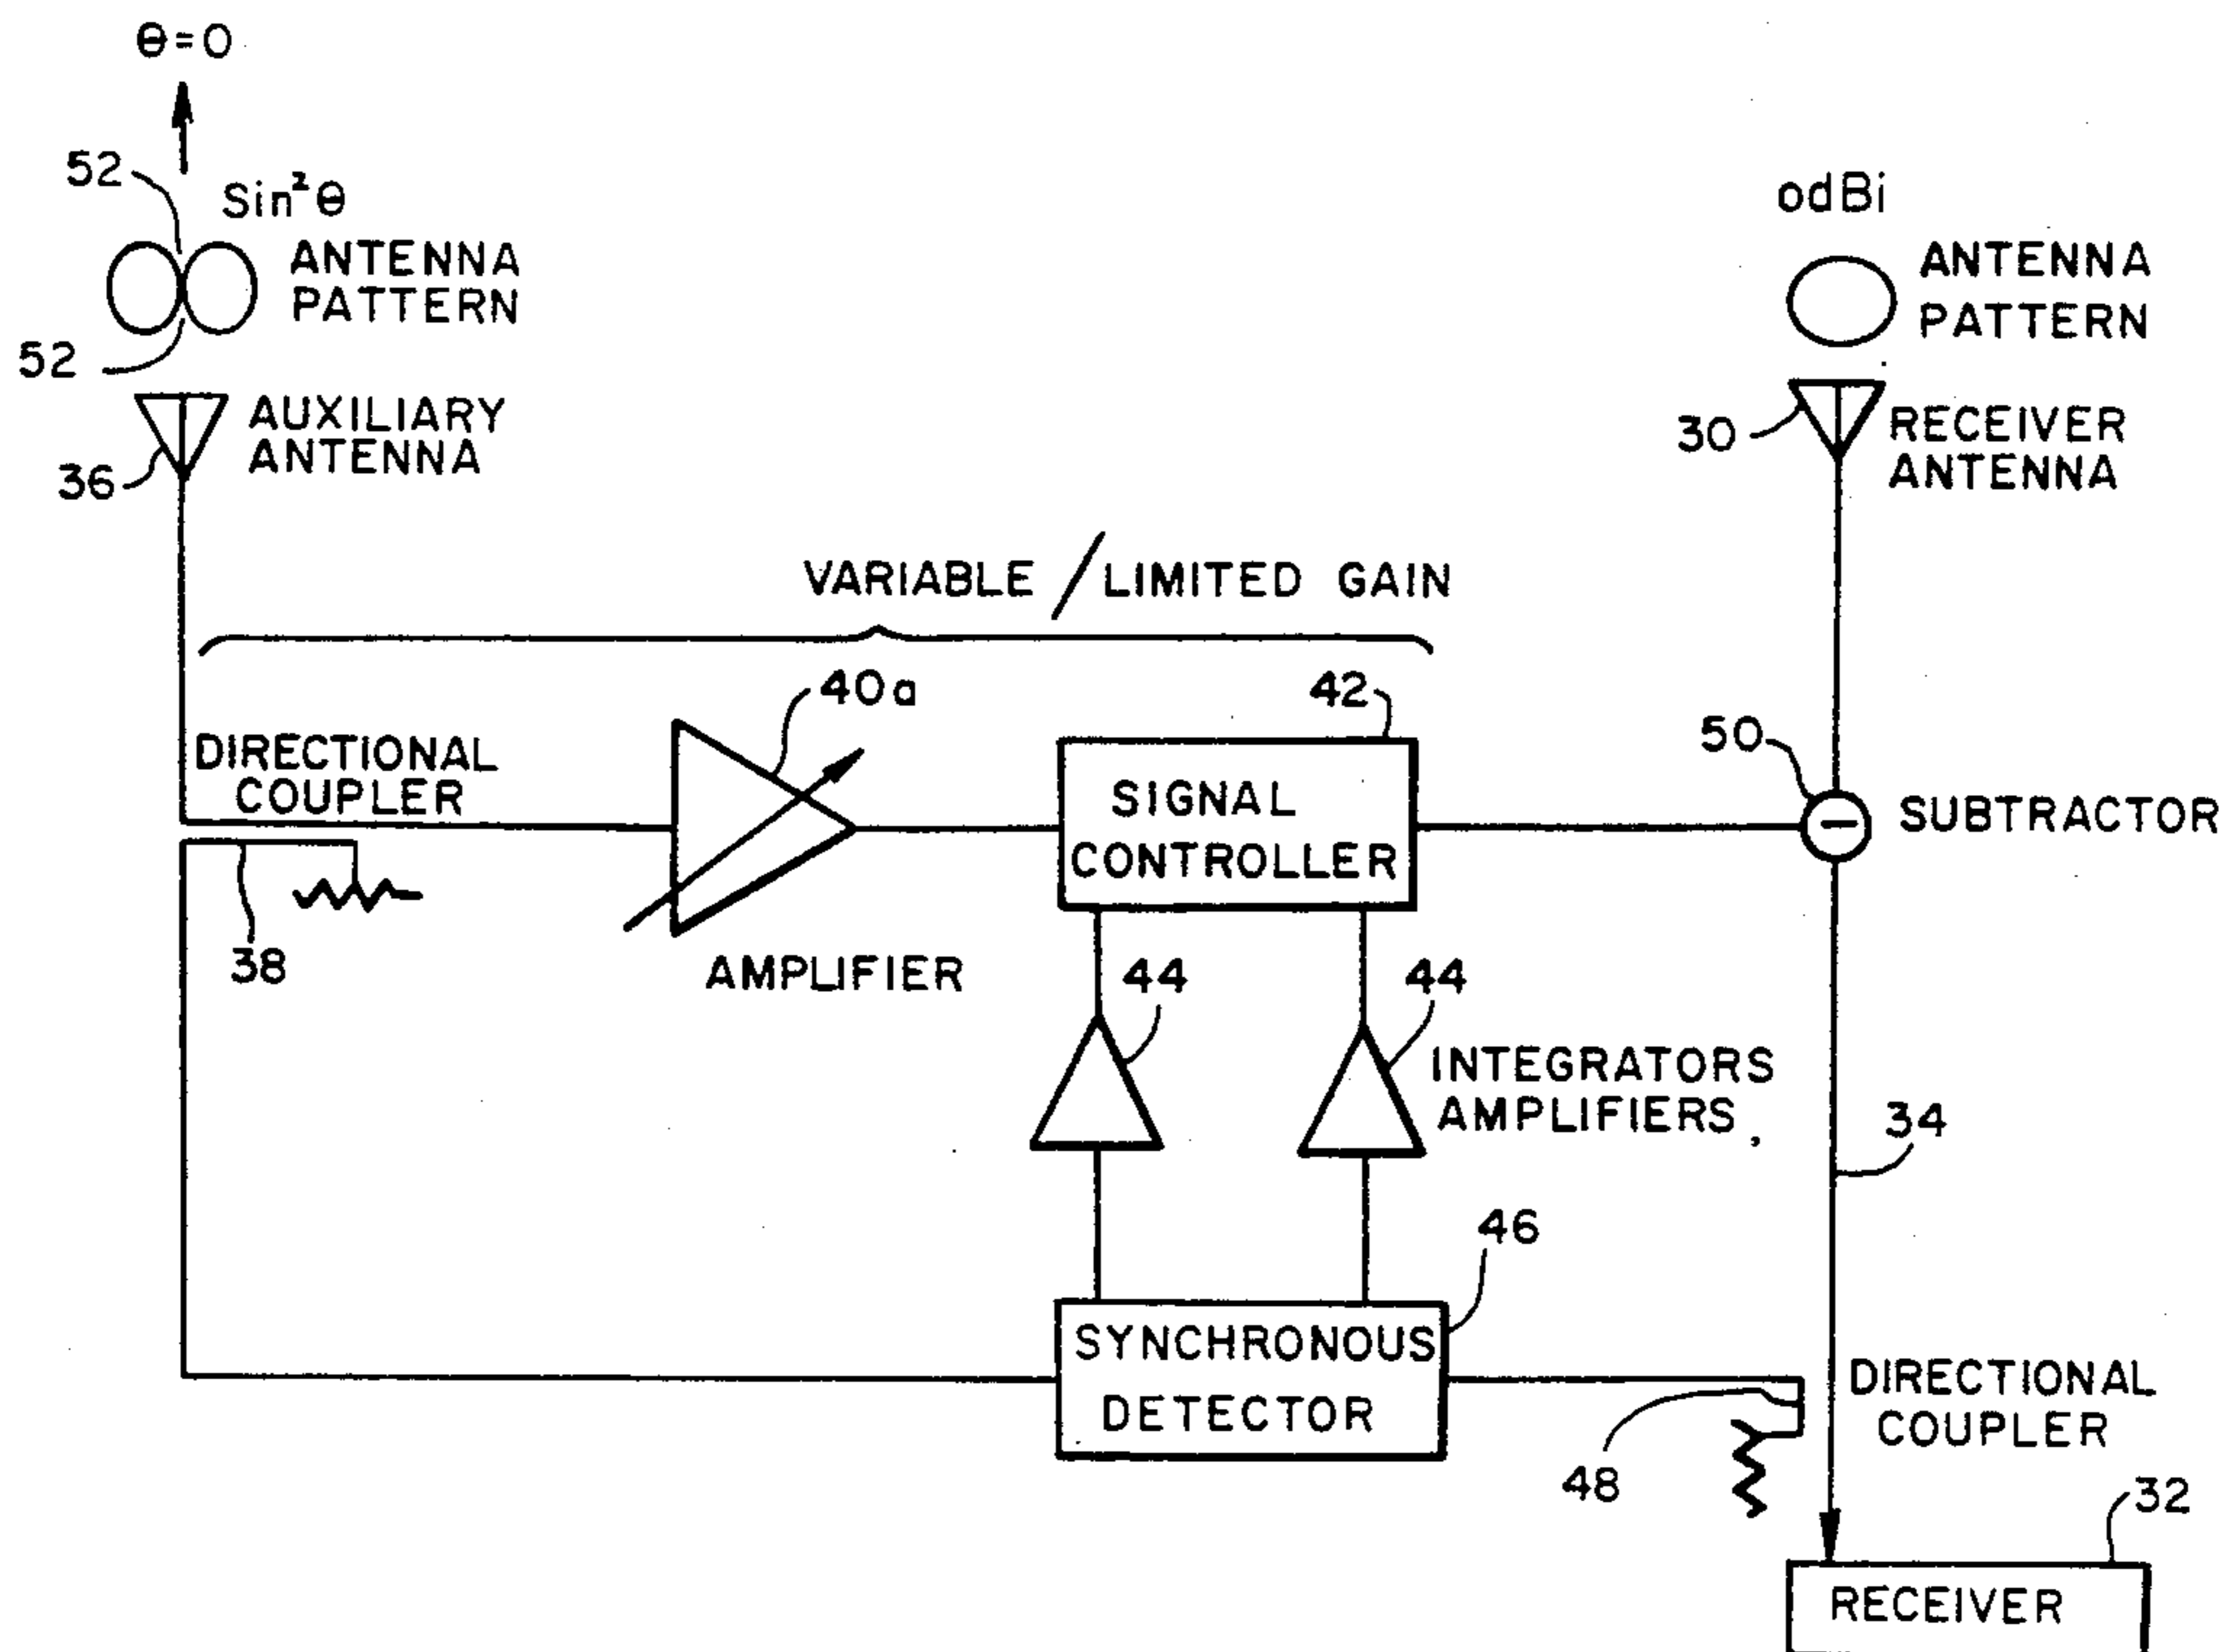 Θ=0
52
Sin²Θ
ANTENNA
PATTERN
52
AUXILIARY
ANTENNA
36
odBi
ANTENNA
PATTERN
30
RECEIVER
ANTENNA
VARIABLE/LIMITED GAIN
40a
42
50
DIRECTIONAL
COUPLER
SIGNAL
CONTROLLER
SUBTRACTOR
38
AMPLIFIER
44
44
INTEGRATORS
AMPLIFIERS
34
46
SYNCHRONOUS
DETECTOR
48
DIRECTIONAL
COUPLER
32
RECEIVER